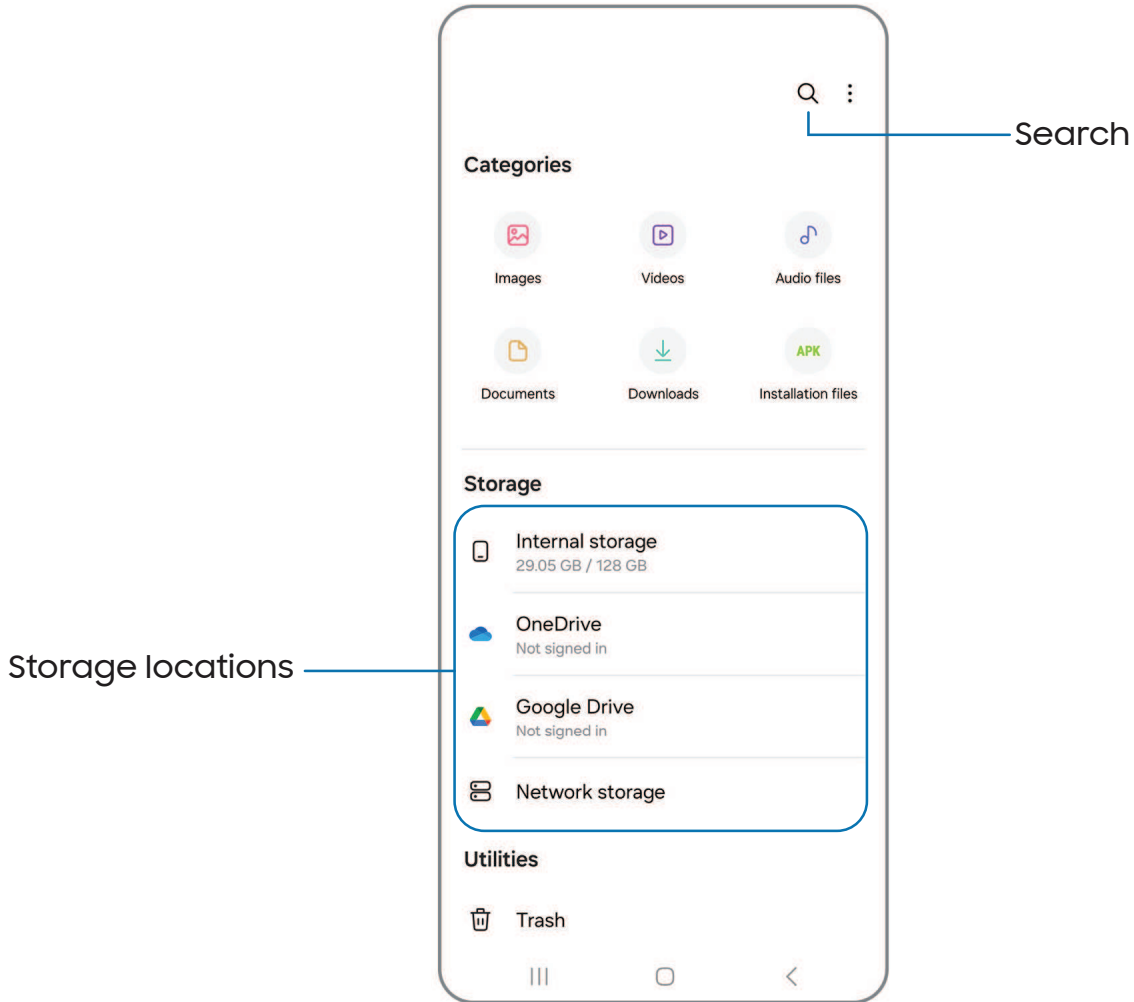 Search
Categories
Images Videos Audio files
APK
Documents Downloads Installation files
Storage
Internal storage
29.05 GB / 128 GB
OneDrive
Not signed in
Storage locations
Google Drive
Not signed in
Network storage
Utilities
Trash